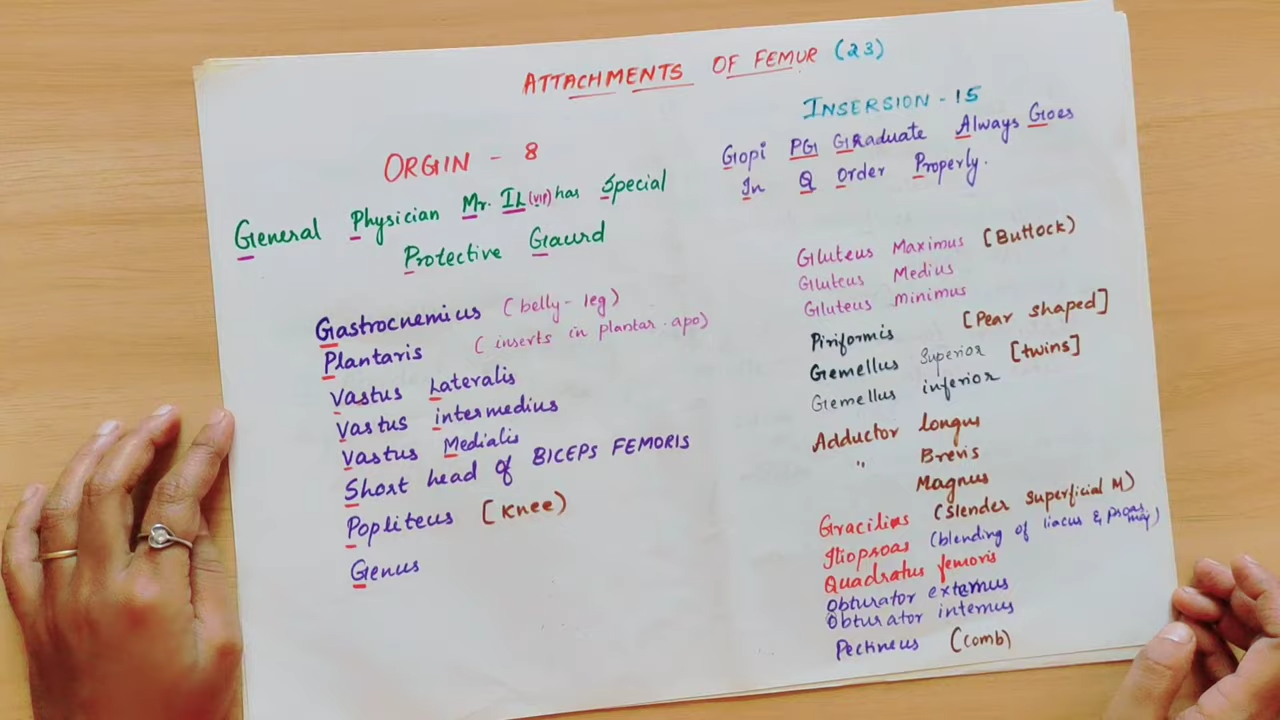 ATTACHMENTS OF FEMUR (23)
ORGIN - 8
General Physician Mr. IL (VIP) has Special
Protective Gaurd
Gastrocnemius (belly-leg)
Plantaris (inserts in plantar apo)
Vastus Lateralis
Vastus intermedius
Vastus Medialis
Short head of BICEPS FEMORIS
Popliteus [Knee)
Genus
INSERSION - 15
Gopi PG GRaduate Always Goes
In Q Order Properly.
Gluteus Maximus [Buttock)
Gluteus Medius
Gluteus minimus
Piriformis [Pear shaped]
Gemellus Superior [twins]
Gemellus inferior
Adductor longus
" Brevis
Magnus
Gracilias (Slender Superficial M)
Iliopsoas (blending of liacus & psoas maj)
Quadratus femoris
Obturator externus
Obturator internus
Pectineus (comb)